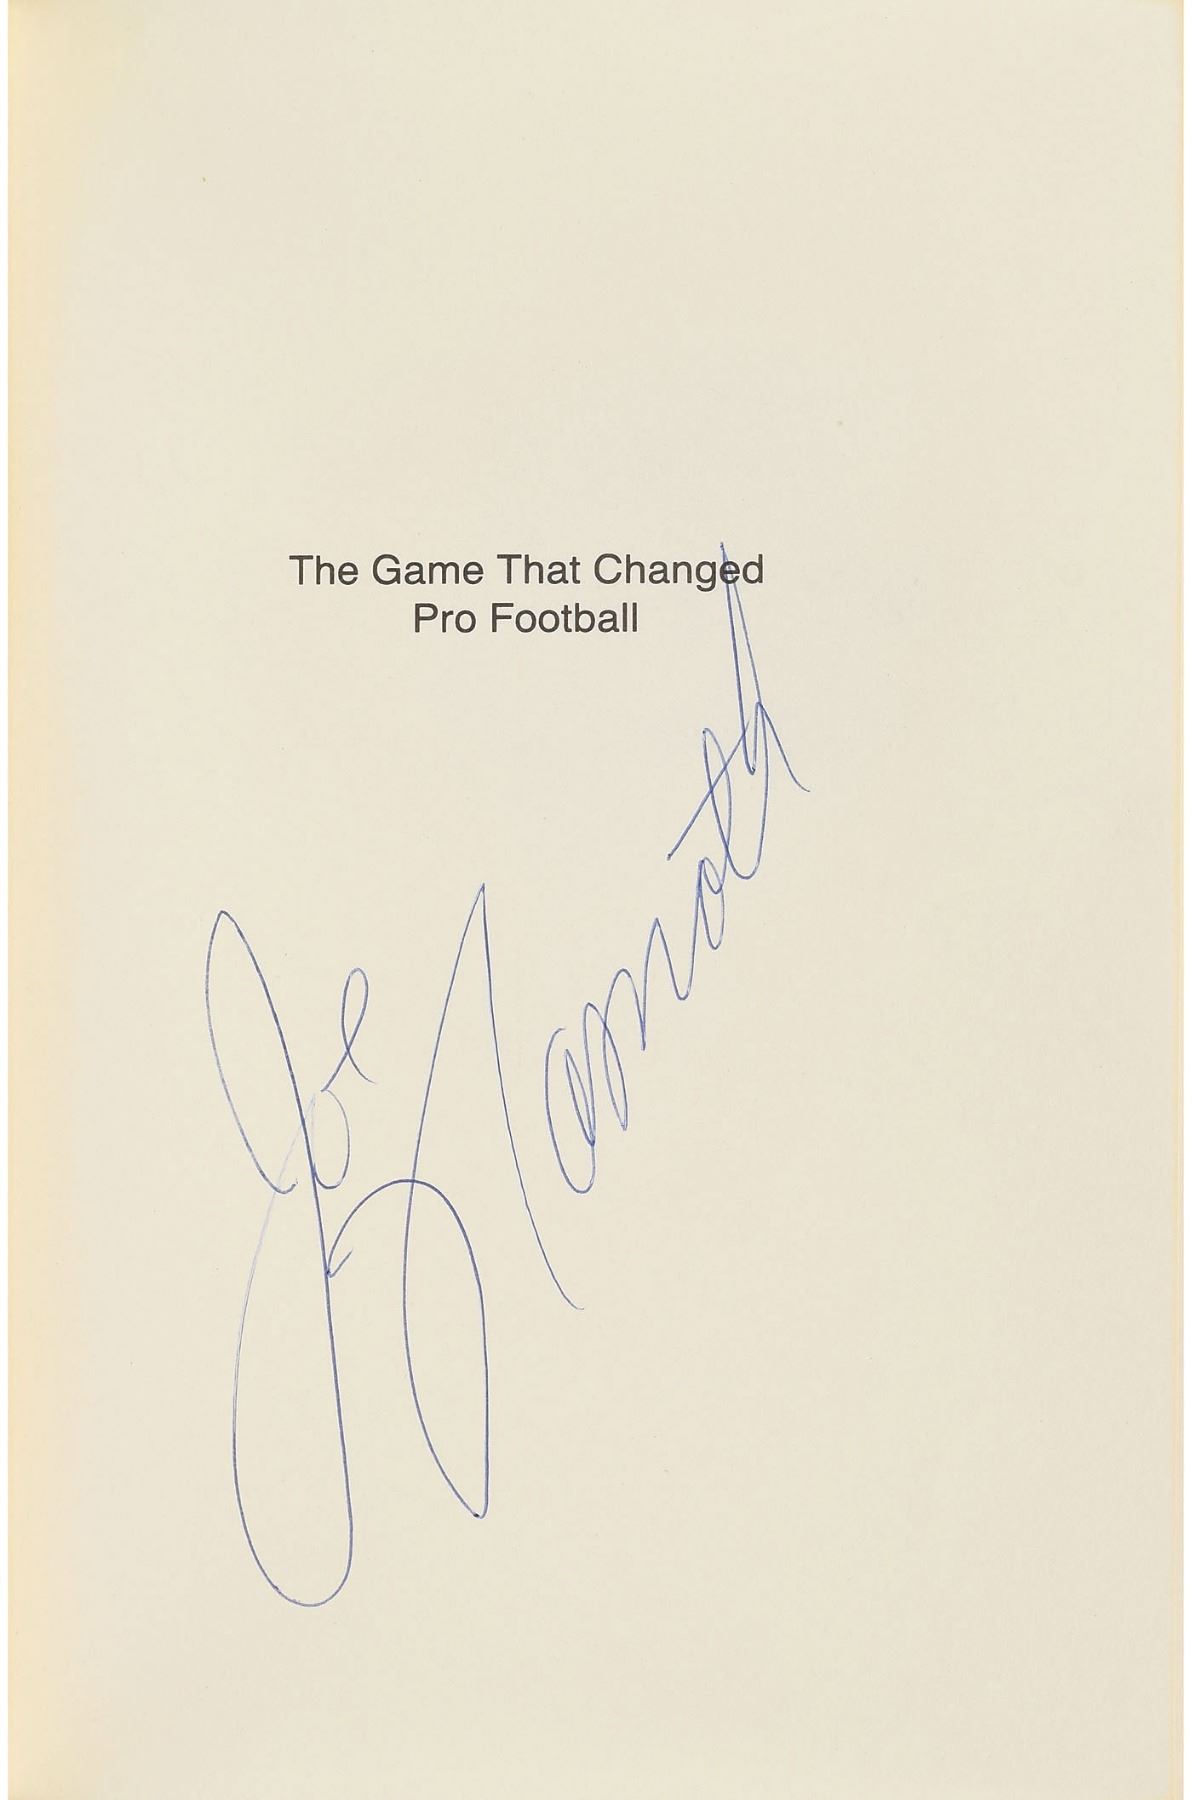 The Game That Changed
Pro Football
Joe Namath